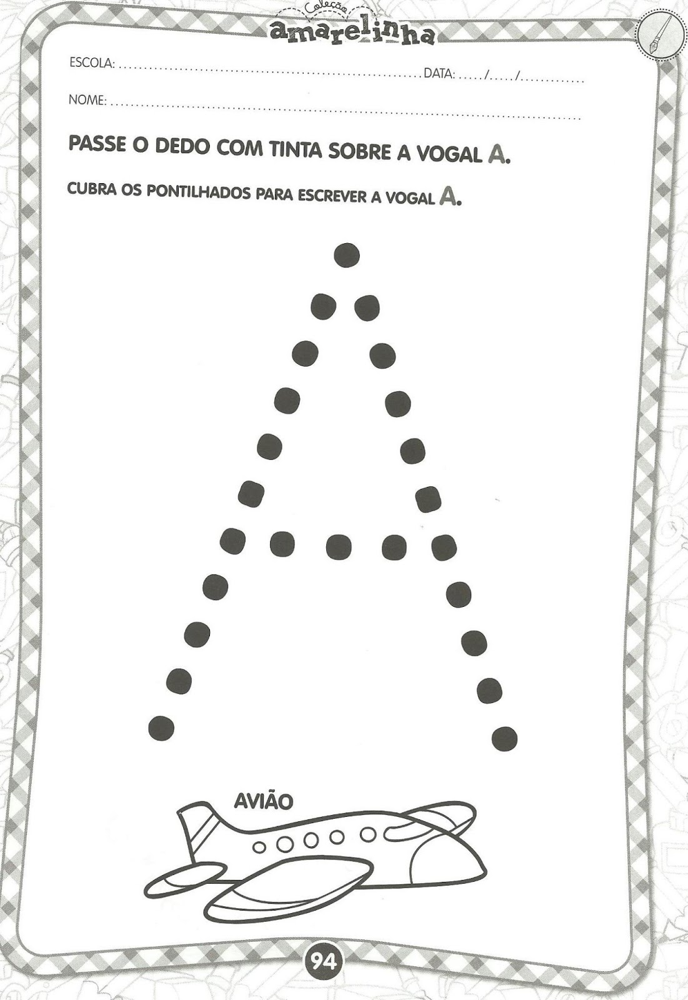 Coleção
amarelinha
ESCOLA: ........................................................... DATA: ...../...../.............
NOME: ............................................................................................
PASSE O DEDO COM TINTA SOBRE A VOGAL A.
CUBRA OS PONTILHADOS PARA ESCREVER A VOGAL A.
AVIÃO
94